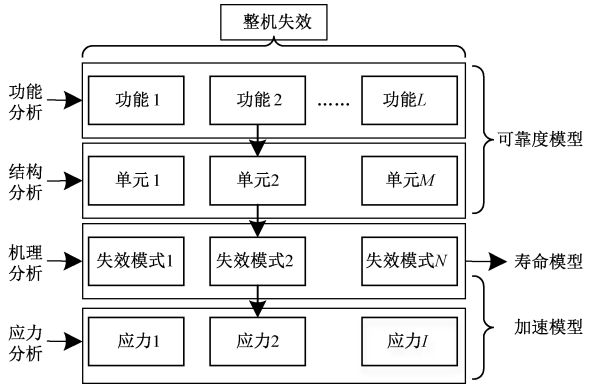 整机失效
功能分析
功能1
功能2
……
功能L
可靠度模型
结构分析
单元1
单元2
单元M
机理分析
失效模式1
失效模式2
失效模式N
寿命模型
加速模型
应力分析
应力1
应力2
应力I